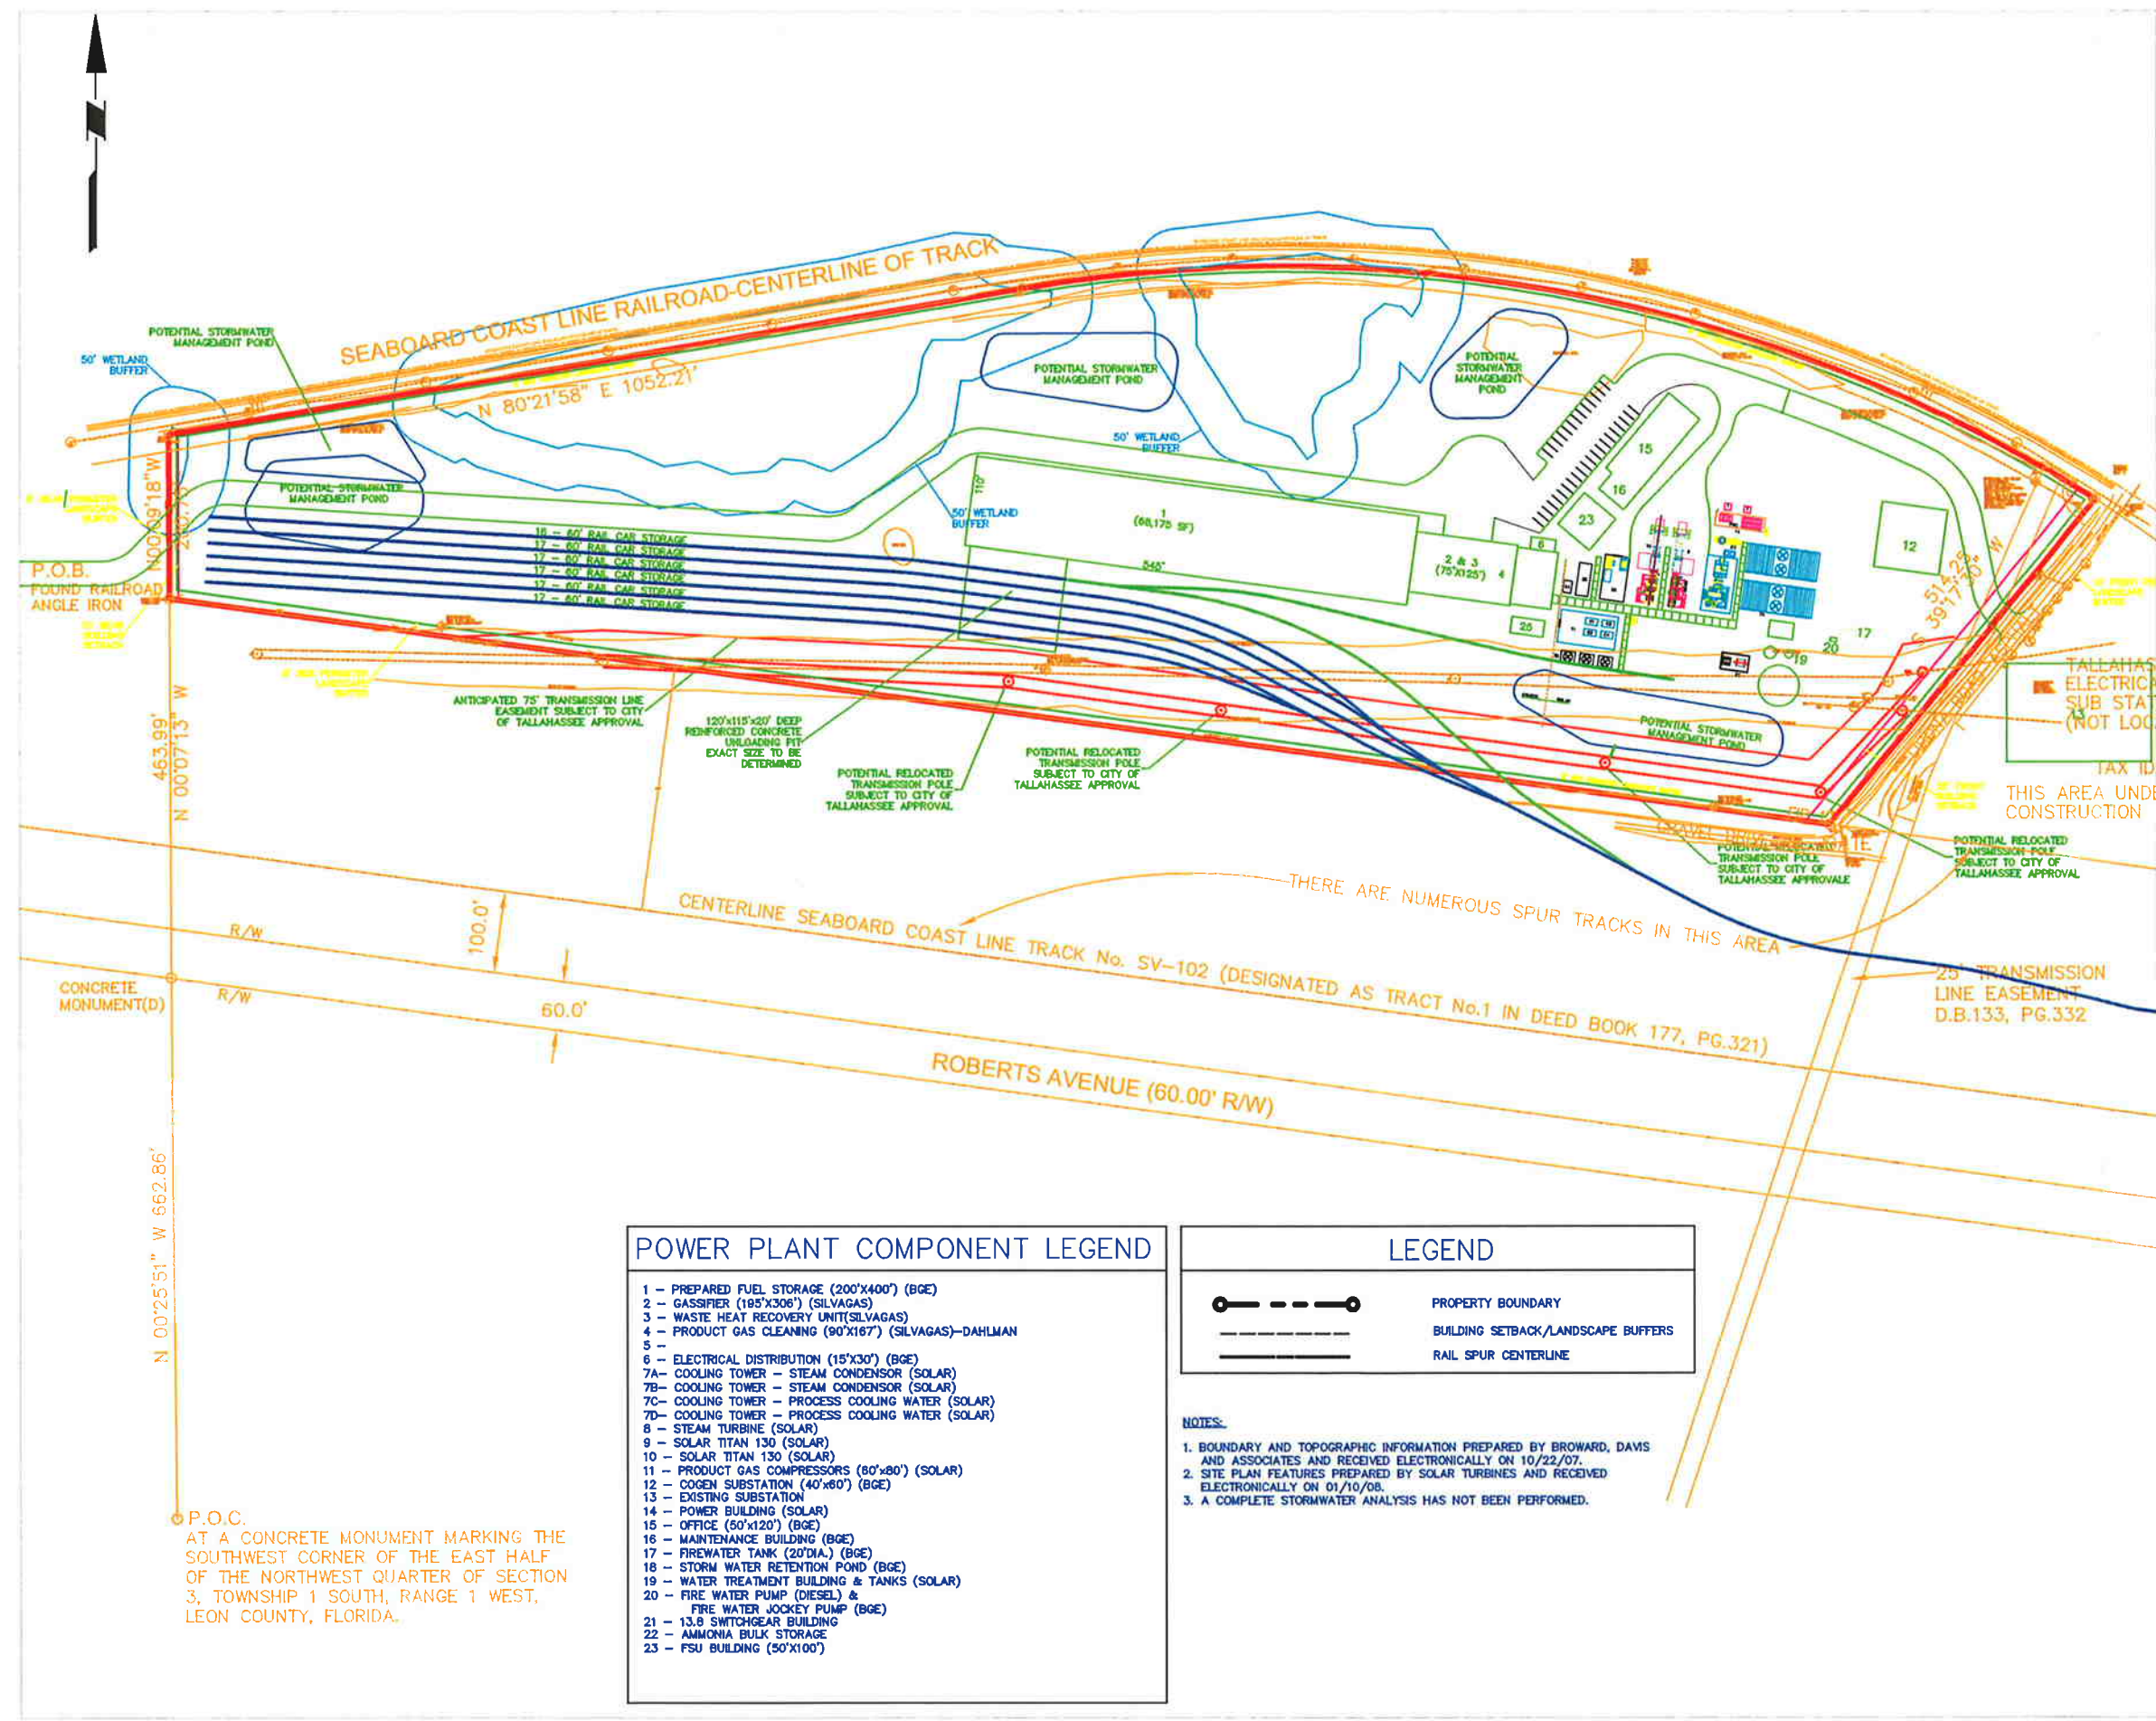 SEABOARD COAST LINE RAILROAD-CENTERLINE OF TRACK
N 80°21'58" E 1052.21'
POTENTIAL STORMWATER
MANAGEMENT POND
50' WETLAND
BUFFER
POTENTIAL STORMWATER
MANAGEMENT POND
POTENTIAL STORMWATER
MANAGEMENT POND
POTENTIAL
STORMWATER
MANAGEMENT
POND
50' WETLAND
BUFFER
50' WETLAND
BUFFER
N00°09'18"W
P.O.B.
FOUND RAILROAD
ANGLE IRON
18 - 60' RAIL CAR STORAGE
17 - 60' RAIL CAR STORAGE
17 - 60' RAIL CAR STORAGE
17 - 60' RAIL CAR STORAGE
17 - 60' RAIL CAR STORAGE
17 - 60' RAIL CAR STORAGE
110'
1
(68,175 SF)
545'
2 & 3
(75'X125')
4
6
15
16
23
12
25
17
19
20
13
514.25'
S 39°17'30" W
TALLAHAS
ELECTRICA
SUB STAT
(NOT LOC
TAX ID
THIS AREA UNDE
CONSTRUCTION
ANTICIPATED 75' TRANSMISSION LINE
EASEMENT SUBJECT TO CITY
OF TALLAHASSEE APPROVAL
120'x115'x20' DEEP
REINFORCED CONCRETE
UNLOADING PIT
EXACT SIZE TO BE
DETERMINED
POTENTIAL RELOCATED
TRANSMISSION POLE
SUBJECT TO CITY OF
TALLAHASSEE APPROVAL
POTENTIAL RELOCATED
TRANSMISSION POLE
SUBJECT TO CITY OF
TALLAHASSEE APPROVAL
POTENTIAL STORMWATER
MANAGEMENT POND
POTENTIAL RELOCATED
TRANSMISSION POLE
SUBJECT TO CITY OF
TALLAHASSEE APPROVALE
POTENTIAL RELOCATED
TRANSMISSION POLE
SUBJECT TO CITY OF
TALLAHASSEE APPROVAL
463.99'
N 00°07'13" W
THERE ARE NUMEROUS SPUR TRACKS IN THIS AREA
CENTERLINE SEABOARD COAST LINE TRACK No. SV-102 (DESIGNATED AS TRACT No.1 IN DEED BOOK 177, PG.321)
R/W
100.0'
R/W
60.0'
CONCRETE
MONUMENT(D)
25' TRANSMISSION
LINE EASEMENT
D.B.133, PG.332
ROBERTS AVENUE (60.00' R/W)
N 00°25'51" W 662.86'
P.O.C.
AT A CONCRETE MONUMENT MARKING THE
SOUTHWEST CORNER OF THE EAST HALF
OF THE NORTHWEST QUARTER OF SECTION
3, TOWNSHIP 1 SOUTH, RANGE 1 WEST,
LEON COUNTY, FLORIDA.
POWER PLANT COMPONENT LEGEND
1 - PREPARED FUEL STORAGE (200'X400') (BGE)
2 - GASSIFIER (195'X306') (SILVAGAS)
3 - WASTE HEAT RECOVERY UNIT(SILVAGAS)
4 - PRODUCT GAS CLEANING (90'X167') (SILVAGAS)-DAHLMAN
5 -
6 - ELECTRICAL DISTRIBUTION (15'X30') (BGE)
7A- COOLING TOWER - STEAM CONDENSOR (SOLAR)
7B- COOLING TOWER - STEAM CONDENSOR (SOLAR)
7C- COOLING TOWER - PROCESS COOLING WATER (SOLAR)
7D- COOLING TOWER - PROCESS COOLING WATER (SOLAR)
8 - STEAM TURBINE (SOLAR)
9 - SOLAR TITAN 130 (SOLAR)
10 - SOLAR TITAN 130 (SOLAR)
11 - PRODUCT GAS COMPRESSORS (60'x80') (SOLAR)
12 - COGEN SUBSTATION (40'x60') (BGE)
13 - EXISTING SUBSTATION
14 - POWER BUILDING (SOLAR)
15 - OFFICE (50'x120') (BGE)
16 - MAINTENANCE BUILDING (BGE)
17 - FIREWATER TANK (20'DIA.) (BGE)
18 - STORM WATER RETENTION POND (BGE)
19 - WATER TREATMENT BUILDING & TANKS (SOLAR)
20 - FIRE WATER PUMP (DIESEL) &
FIRE WATER JOCKEY PUMP (BGE)
21 - 13.8 SWITCHGEAR BUILDING
22 - AMMONIA BULK STORAGE
23 - FSU BUILDING (50'X100')
LEGEND
PROPERTY BOUNDARY
BUILDING SETBACK/LANDSCAPE BUFFERS
RAIL SPUR CENTERLINE
NOTES:
1. BOUNDARY AND TOPOGRAPHIC INFORMATION PREPARED BY BROWARD, DAVIS
AND ASSOCIATES AND RECEIVED ELECTRONICALLY ON 10/22/07.
2. SITE PLAN FEATURES PREPARED BY SOLAR TURBINES AND RECEIVED
ELECTRONICALLY ON 01/10/08.
3. A COMPLETE STORMWATER ANALYSIS HAS NOT BEEN PERFORMED.